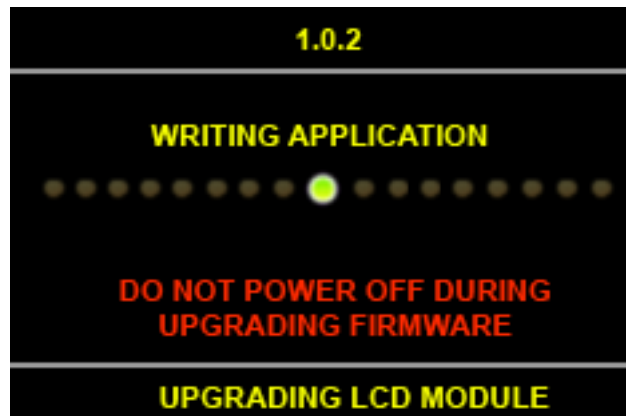 1.0.2
WRITING APPLICATION
DO NOT POWER OFF DURING
UPGRADING FIRMWARE
UPGRADING LCD MODULE